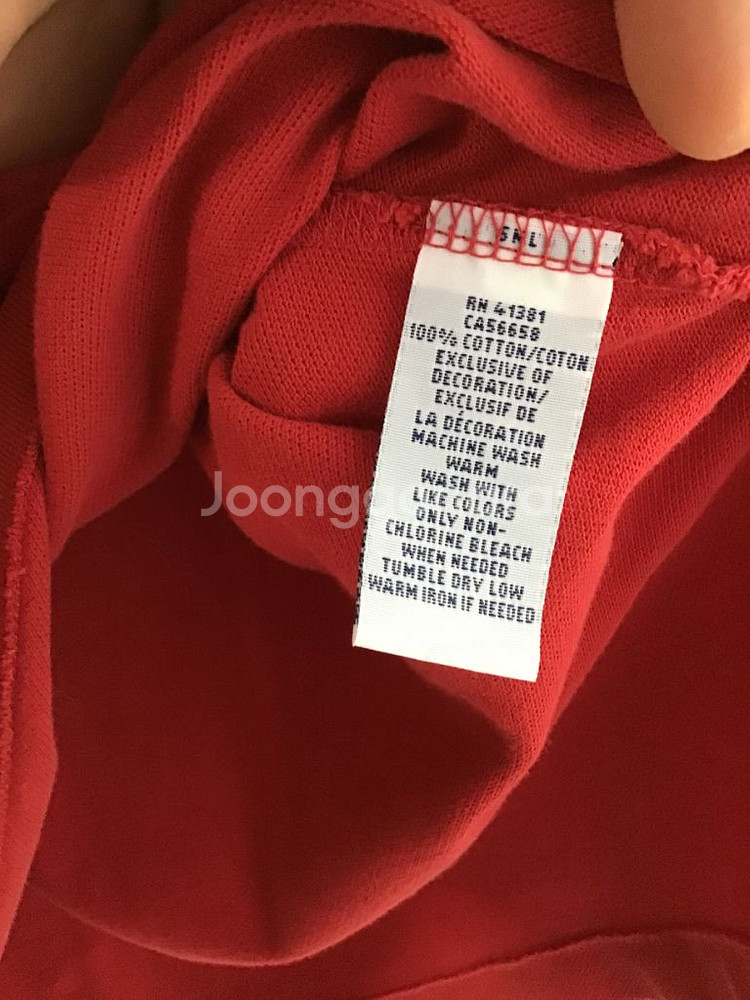 RN 41381
CA56658
100% COTTON/COTON
EXCLUSIVE OF
DECORATION/
EXCLUSIF DE
LA DÉCORATION
MACHINE WASH
WARM
WASH WITH
LIKE COLORS
ONLY NON-
CHLORINE BLEACH
WHEN NEEDED
TUMBLE DRY LOW
WARM IRON IF NEEDED